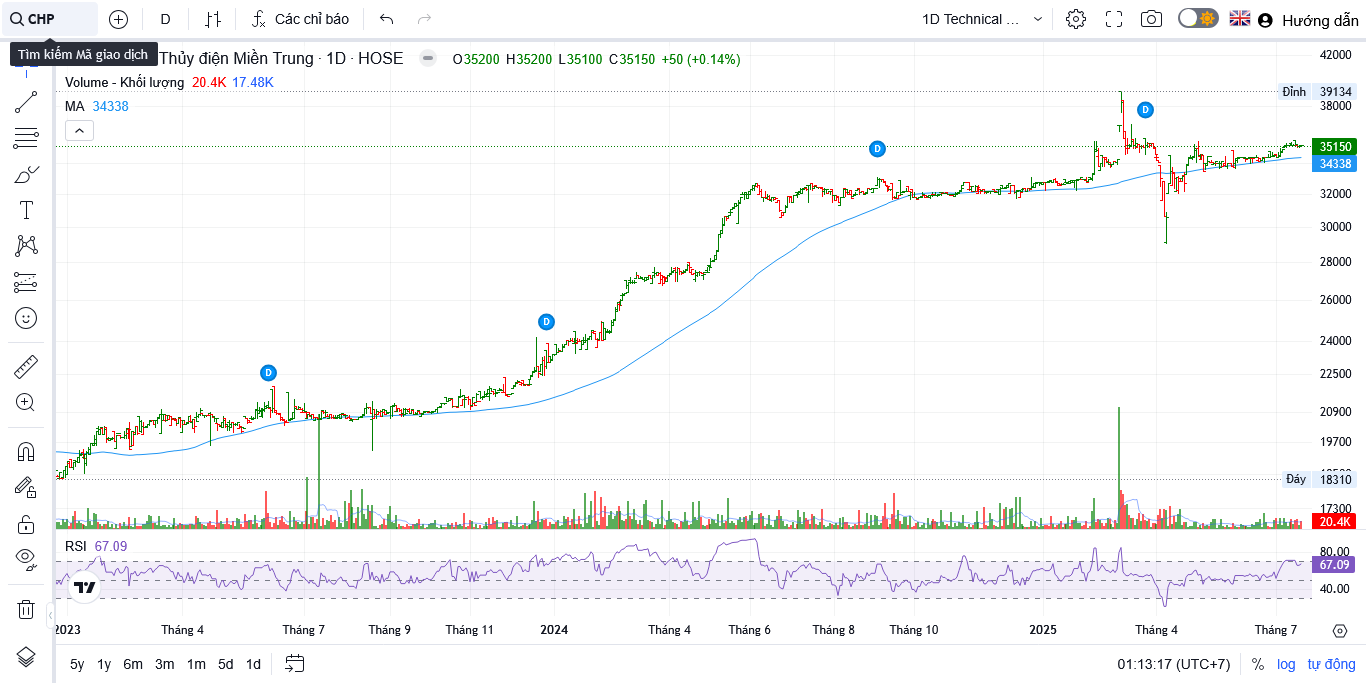 CHP
D
Các chỉ báo
1D Technical ...
Hướng dẫn
Tìm kiếm Mã giao dịch
Thủy điện Miền Trung · 1D · HOSE
O35200 H35200 L35100 C35150 +50 (+0.14%)
Volume - Khối lượng 20.4K 17.48K
MA 34338
42000
Đỉnh 39134
38000
35150
34338
32000
30000
28000
26000
24000
22500
20900
19700
Đáy 18310
17300
20.4K
D
D
D
D
RSI 67.09
80.00
67.09
40.00
2023 Tháng 4 Tháng 7 Tháng 9 Tháng 11 2024 Tháng 4 Tháng 6 Tháng 8 Tháng 10 2025 Tháng 4 Tháng 7
5y 1y 6m 3m 1m 5d 1d
01:13:17 (UTC+7) % log tự động